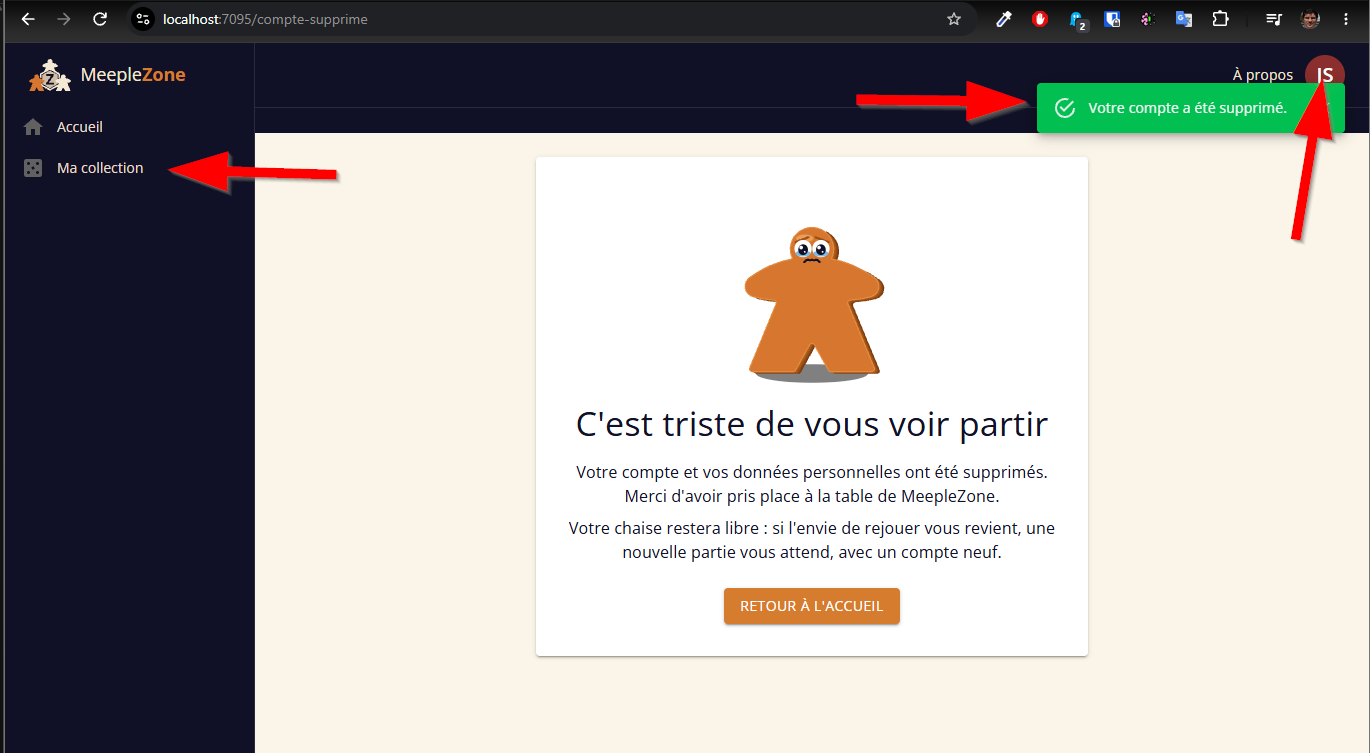 localhost:7095/compte-supprime
2
Z
MeepleZone
À propos
JS
Votre compte a été supprimé.
Accueil
Ma collection
C'est triste de vous voir partir
Votre compte et vos données personnelles ont été supprimés.
Merci d'avoir pris place à la table de MeepleZone.
Votre chaise restera libre : si l'envie de rejouer vous revient, une
nouvelle partie vous attend, avec un compte neuf.
RETOUR À L'ACCUEIL